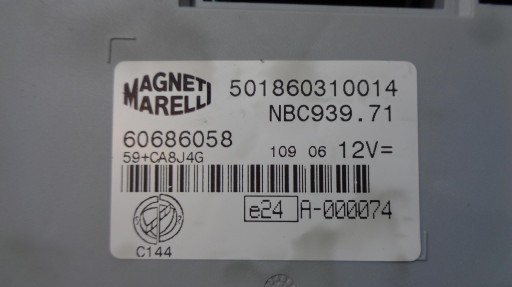 MAGNETI 501860310014
MARELLI NBC939.71
60686058
59+CA8J4G 109 06 12V=
e24 A-000074
C144